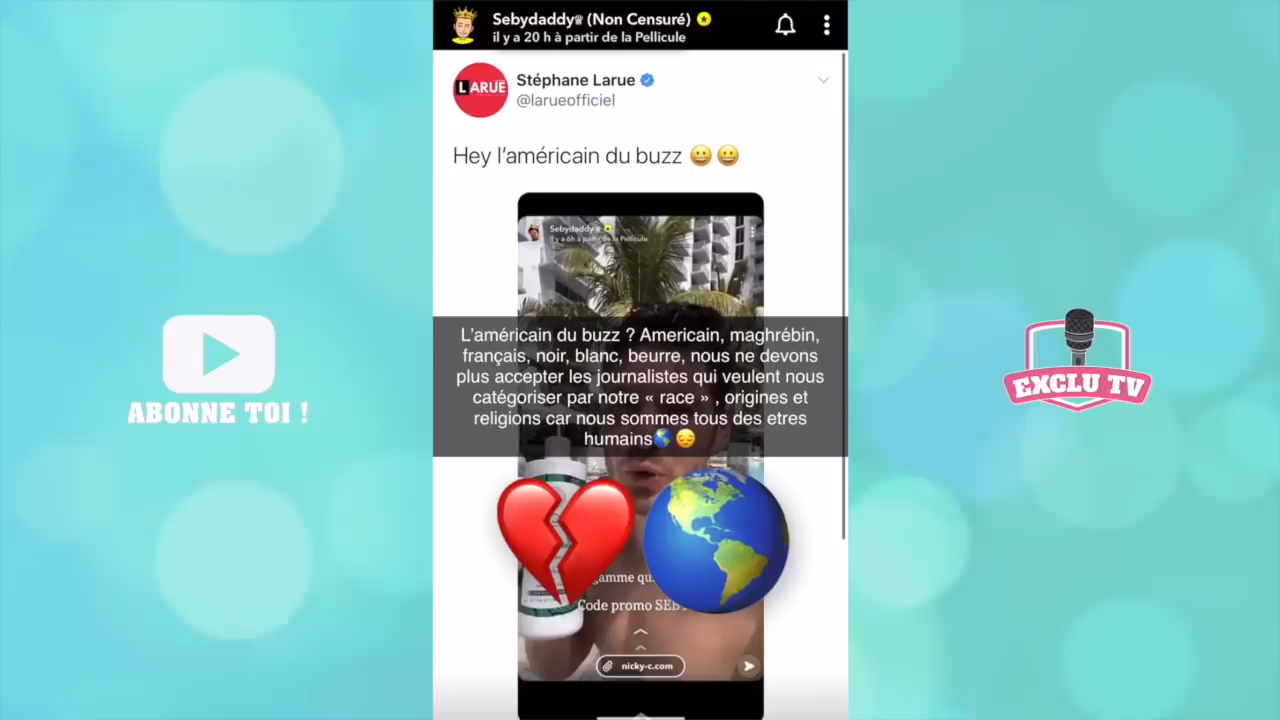 Sebydaddy♛ (Non Censuré)
il y a 20 h à partir de la Pellicule
LARUE
Stéphane Larue
@larueofficiel
Hey l'américain du buzz 😀 😀
Sebydaddy
Il y a 6h à partir de la Pellicule
L'américain du buzz ? Americain, maghrébin,
français, noir, blanc, beurre, nous ne devons
plus accepter les journalistes qui veulent nous
catégoriser par notre « race » , origines et
religions car nous sommes tous des etres
humains🌎😔
gamme qu
Code promo SEB
nicky-c.com
ABONNE TOI !
EXCLU TV